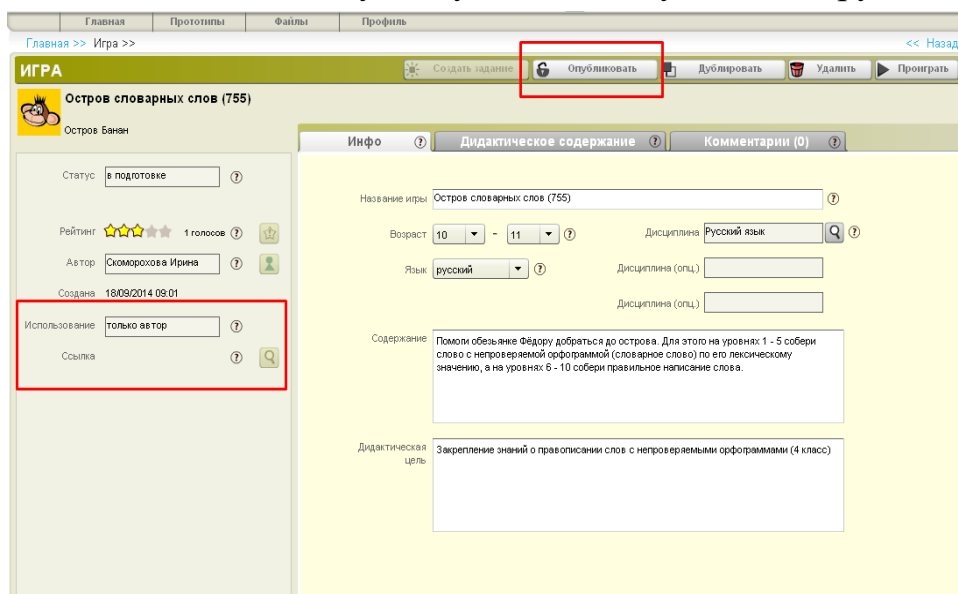 Главная Прототипы Файлы Профиль
Главная >> Игра >> << Назад
ИГРА Создать задание Опубликовать Дублировать Удалить Проиграть
Остров словарных слов (755)
Остров Банан
Инфо ? Дидактическое содержание ? Комментарии (0) ?
Статус в подготовке ?
Название игры Остров словарных слов (755) ?
Рейтинг 1 голосов ?
Возраст 10 - 11 ? Дисциплина Русский язык ?
Автор Скоморохова Ирина ?
Язык русский ? Дисциплина (опц.)
Создана 18/09/2014 09:01
Дисциплина (опц.)
Использование только автор ?
Ссылка ?
Содержание Помоги обезьянке Фёдору добраться до острова. Для этого на уровнях 1 - 5 собери
слово с непроверяемой орфограммой (словарное слово) по его лексическому
значению, а на уровнях 6 - 10 собери правильное написание слова.
Дидактическая цель Закрепление знаний о правописании слов с непроверяемыми орфограммами (4 класс)